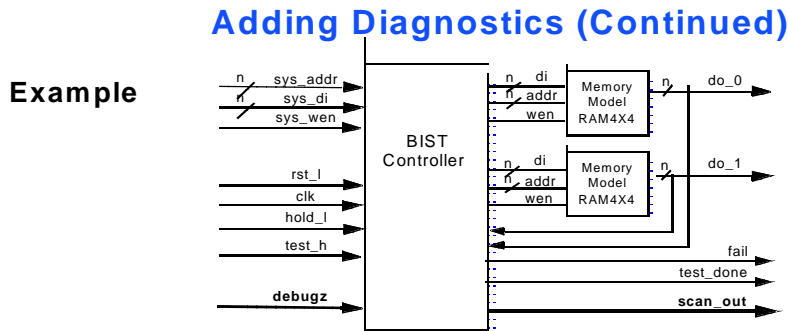 Adding Diagnostics (Continued)
Example
n sys_addr
n sys_di
sys_wen
rst_l
clk
hold_l
test_h
debugz
BIST
Controller
n di
n addr
wen
Memory
Model
RAM4X4
n do_0
n di
n addr
wen
Memory
Model
RAM4X4
n do_1
fail
test_done
scan_out